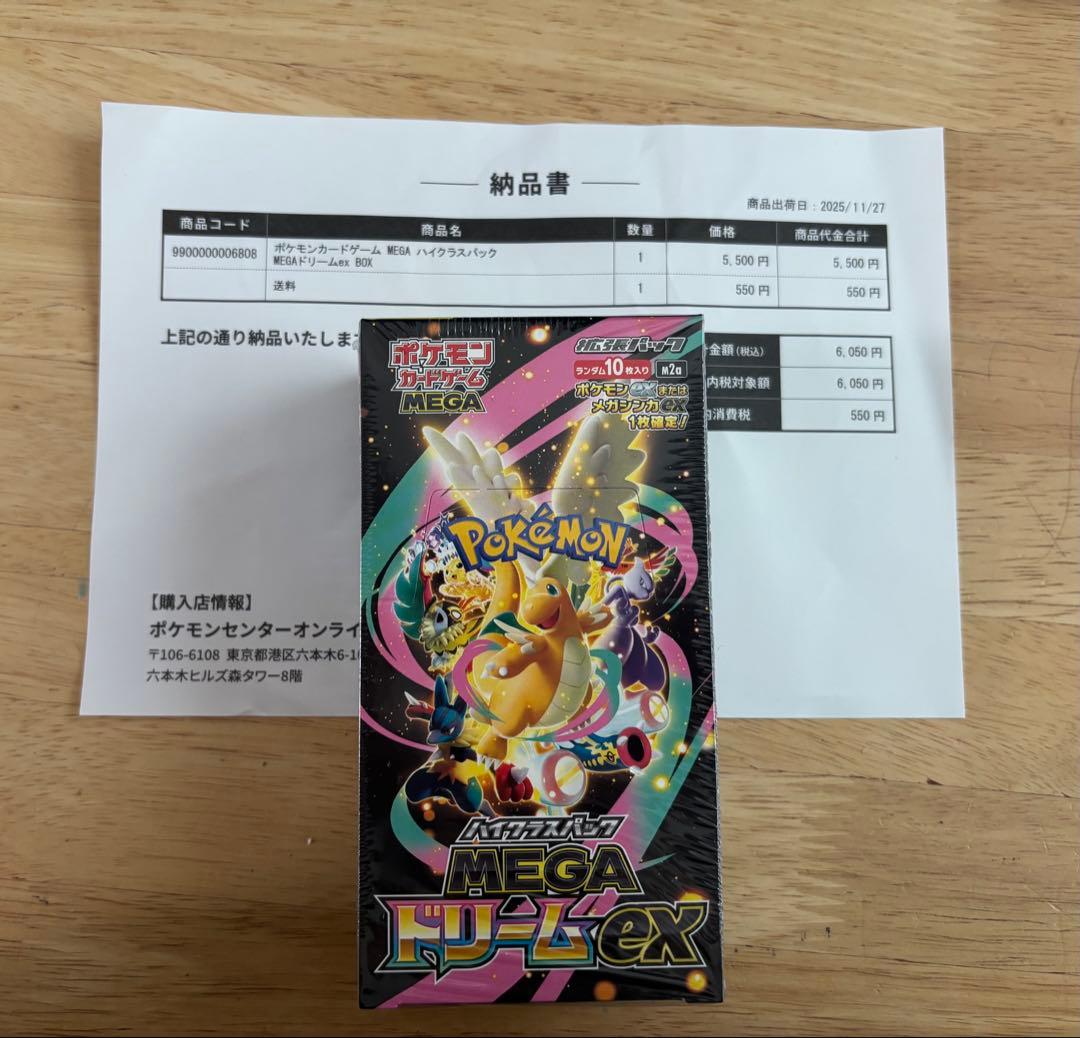 納品書
商品出荷日：2025/11/27
商品コード 商品名 数量 価格 商品代金合計
9900000006808 ポケモンカードゲーム MEGA ハイクラスパック
MEGAドリームex BOX 1 5,500 円 5,500 円
送料 1 550 円 550 円
上記の通り納品いたしま
金額(税込) 6,050 円
内税対象額 6,050 円
内消費税 550 円
【購入店情報】
ポケモンセンターオンライ
〒106-6108 東京都港区六本木6-10
六本木ヒルズ森タワー8階
ポケモン
カードゲーム
MEGA
拡張パック
ランダム10枚入り M2a
ポケモンexまたは
メガシンカex
1枚確定!
POKéMON
ハイクラスパック
MEGA
ドリームex